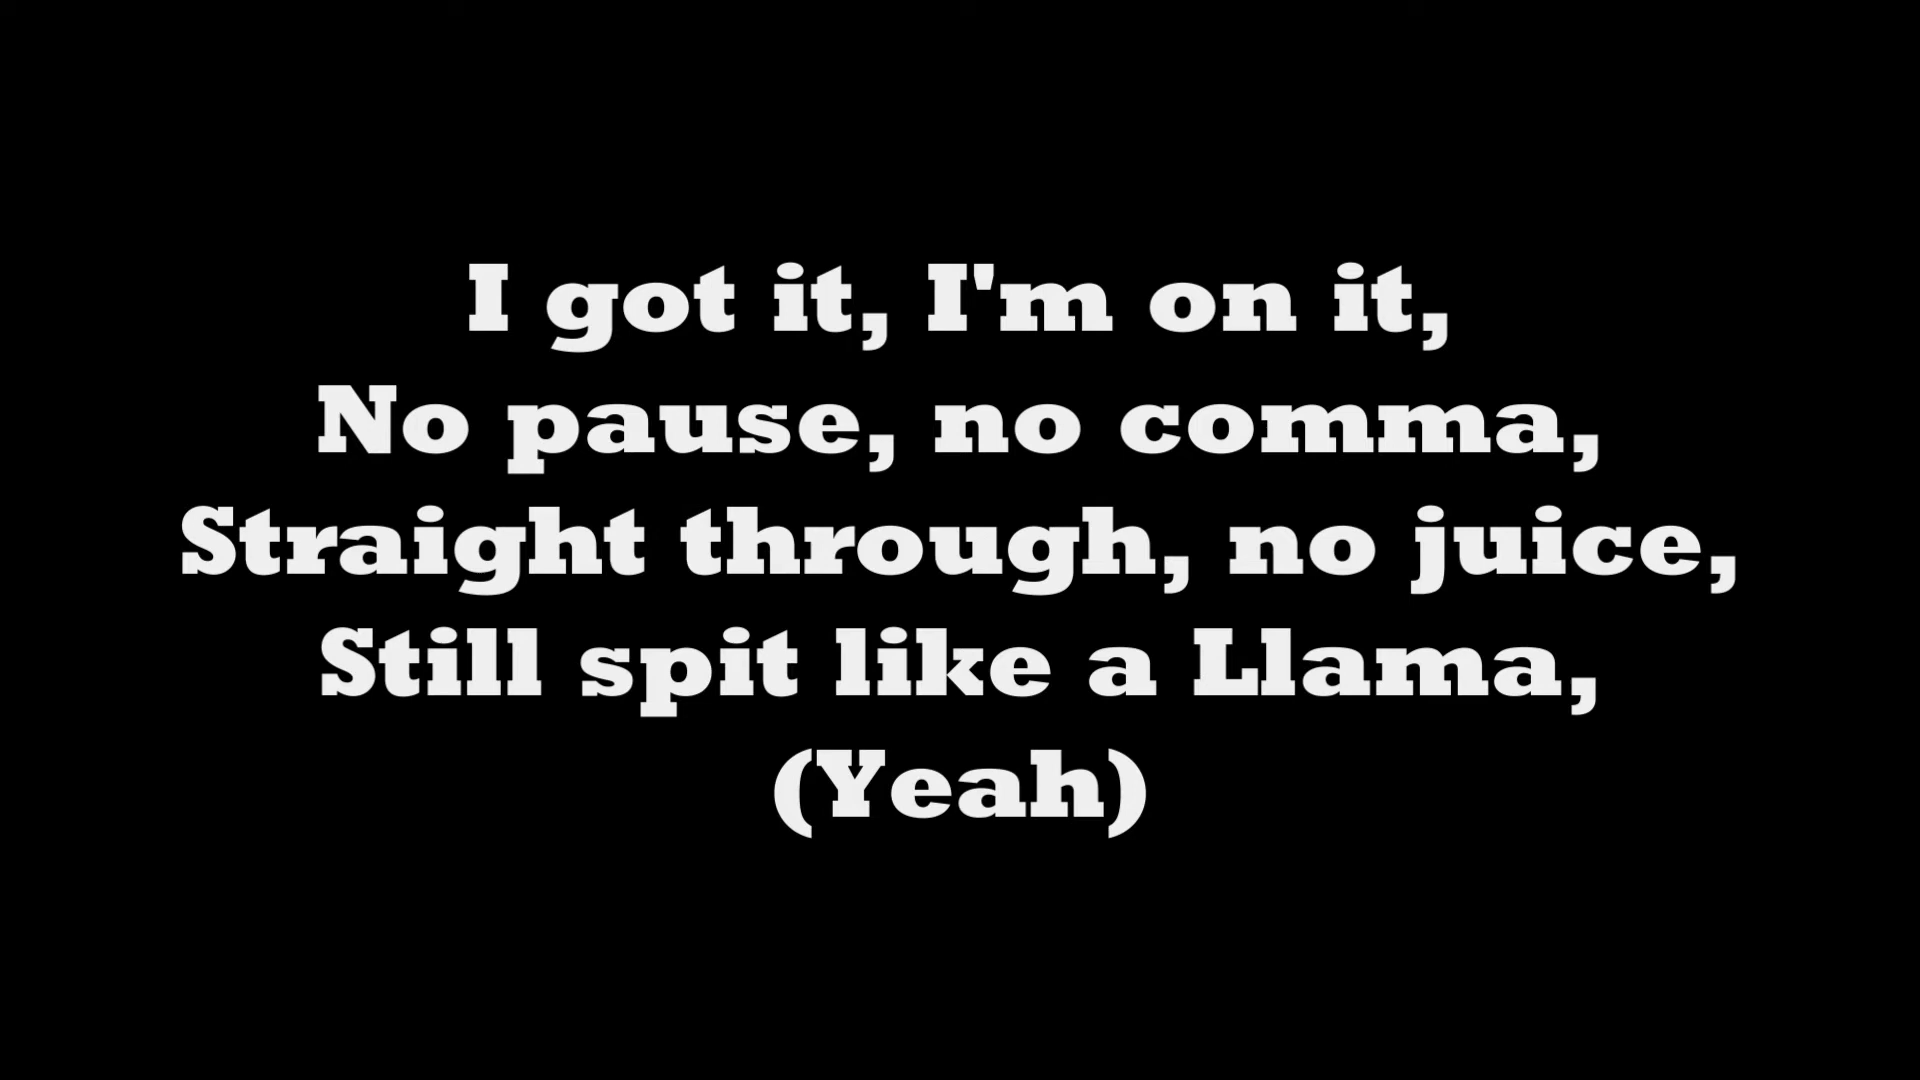 I got it, I'm on it,
No pause, no comma,
Straight through, no juice,
Still spit like a Llama,
(Yeah)